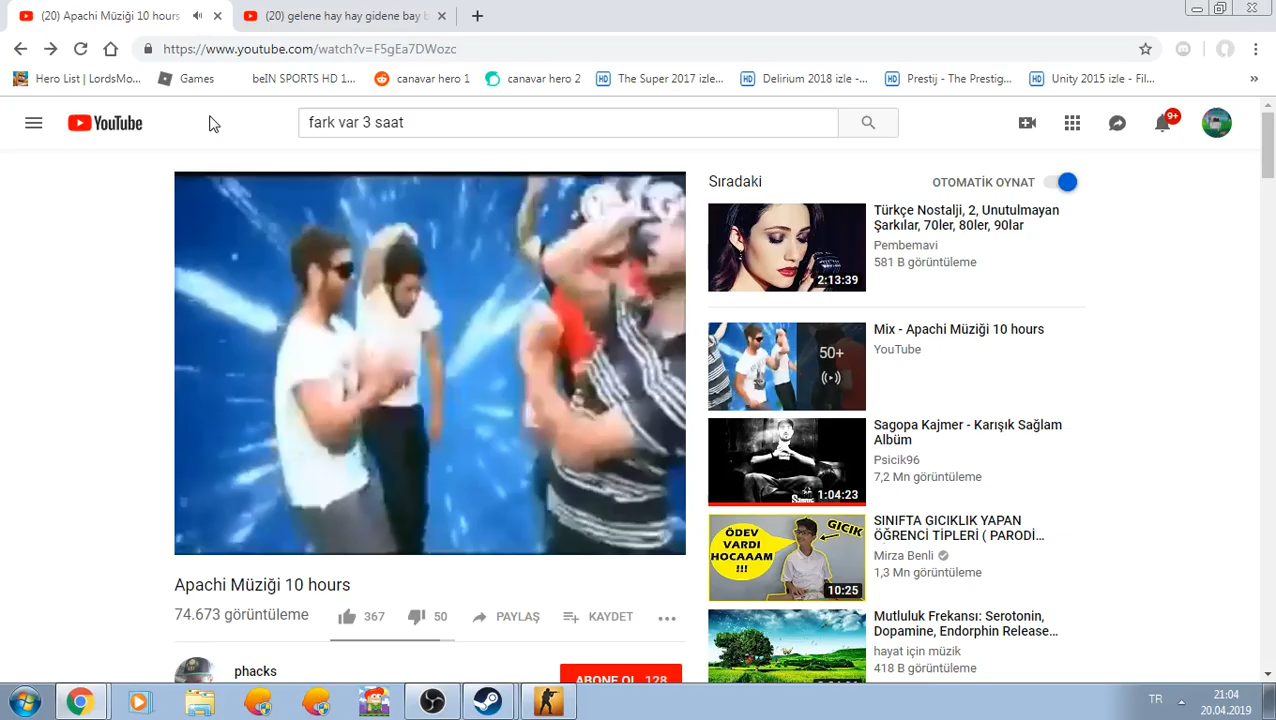 (20) Apachi Müziği 10 hours
(20) gelene hay hay gidene bay b
https://www.youtube.com/watch?v=F5gEa7DWozc
Hero List | LordsMo...
Games
beIN SPORTS HD 1...
canavar hero 1
canavar hero 2
The Super 2017 izle...
Delirium 2018 izle -...
Prestij - The Prestig...
Unity 2015 izle - Fil...
YouTube
fark var 3 saat
9+
Sıradaki
OTOMATİK OYNAT
Türkçe Nostalji, 2, Unutulmayan
Şarkılar, 70ler, 80ler, 90lar
Pembemavi
581 B görüntüleme
2:13:39
Mix - Apachi Müziği 10 hours
YouTube
50+
Sagopa Kajmer - Karışık Sağlam
Albüm
Psicik96
7,2 Mn görüntüleme
1:04:23
SINIFTA GICIKLIK YAPAN
ÖĞRENCİ TİPLERİ ( PARODİ...
Mirza Benli
1,3 Mn görüntüleme
ÖDEV
VARDI
HOCAAAM
!!!
GICIK
10:25
Mutluluk Frekansı: Serotonin,
Dopamine, Endorphin Release...
hayat için müzik
418 B görüntüleme
Apachi Müziği 10 hours
74.673 görüntüleme
367
50
PAYLAŞ
KAYDET
phacks
ABONE OL 128
TR
21:04
20.04.2019